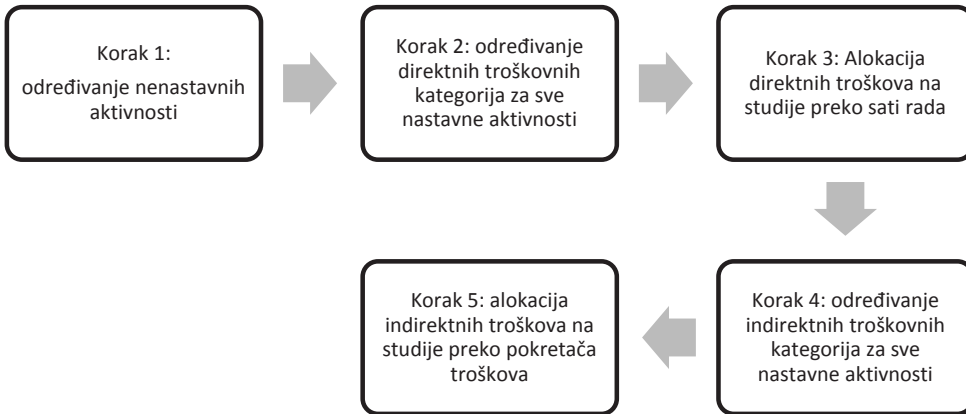 Korak 1:
određivanje nenastavnih
aktivnosti
Korak 2: određivanje
direktnih troškovnih
kategorija za sve
nastavne aktivnosti
Korak 3: Alokacija
direktnih troškova na
studije preko sati rada
Korak 4: određivanje
indirektnih troškovnih
kategorija za sve
nastavne aktivnosti
Korak 5: alokacija
indirektnih troškova na
studije preko pokretača
troškova